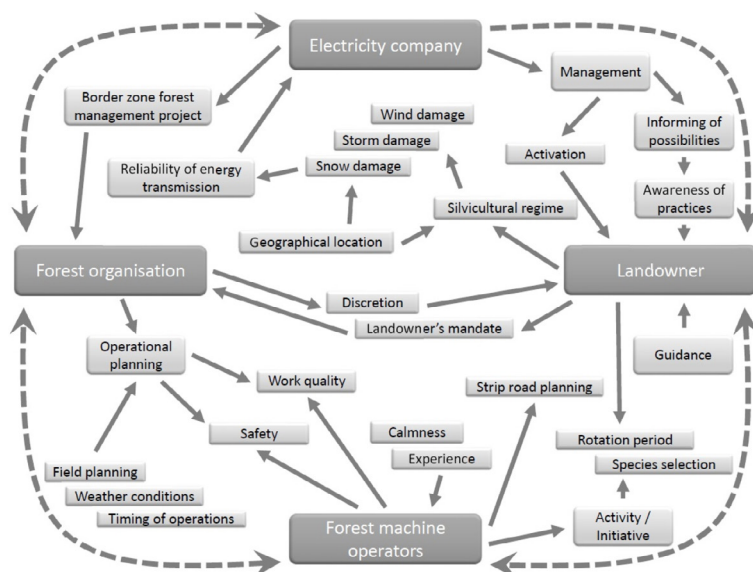 Electricity company
Management
Border zone forest
management project
Wind damage
Informing of
possibilities
Storm damage
Activation
Reliability of energy
transmission
Snow damage
Awareness of
practices
Silvicultural regime
Geographical location
Forest organisation
Landowner
Discretion
Landowner's mandate
Operational
planning
Guidance
Work quality
Strip road planning
Safety
Calmness
Rotation period
Experience
Species selection
Field planning
Weather conditions
Timing of operations
Forest machine
operators
Activity /
Initiative